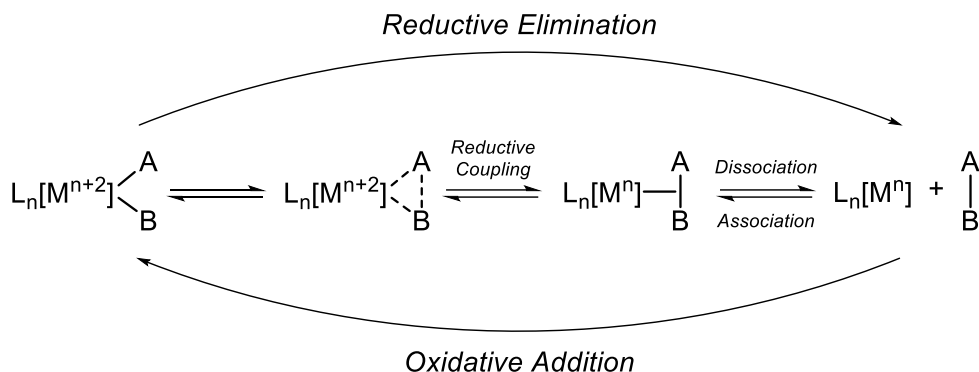 Reductive Elimination
A
Lₙ[Mⁿ⁺²]
B
A
Lₙ[Mⁿ⁺²]
B
Reductive
Coupling
A
Lₙ[Mⁿ]
B
Dissociation
Association
Lₙ[Mⁿ] +
A
B
Oxidative Addition